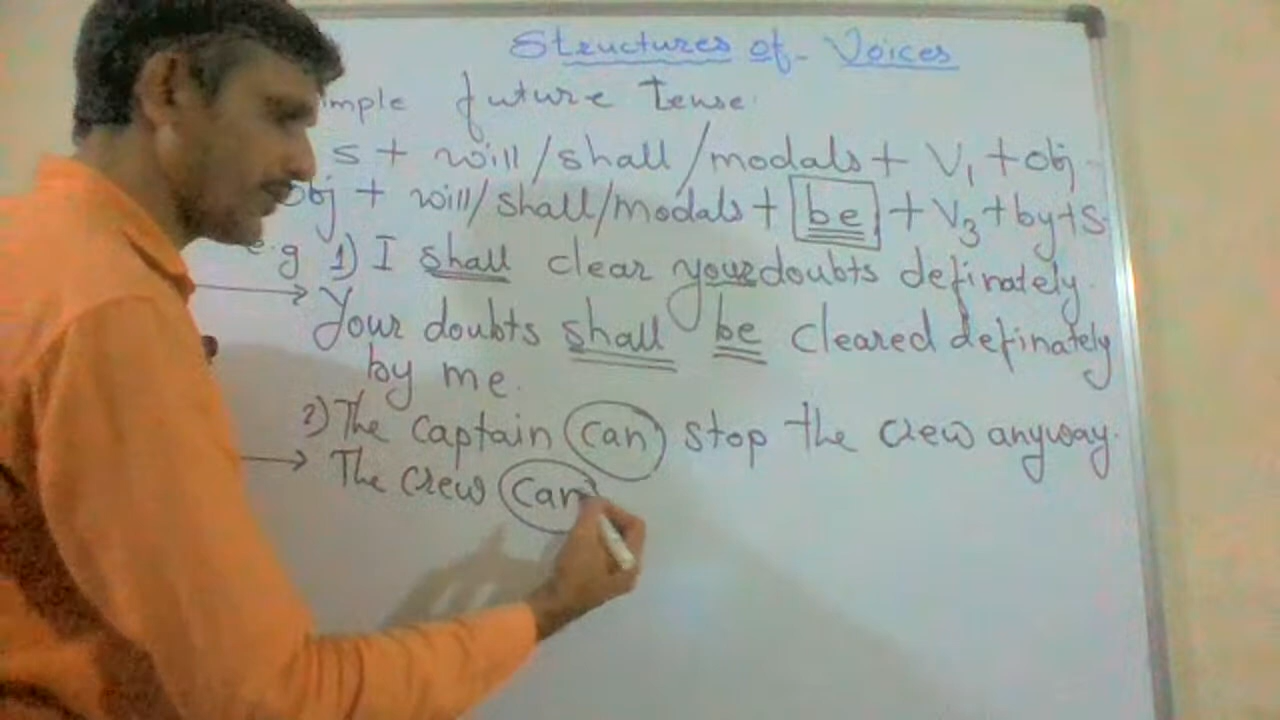 Structures of Voices
imple future Tense
S + will/shall/modals + V₁ + obj
obj + will/shall/modals + be + V₃ + by + S
e.g 1) I shall clear your doubts definately.
→ Your doubts shall be cleared definately
by me.
2) The captain can stop the crew anyway.
→ The crew can